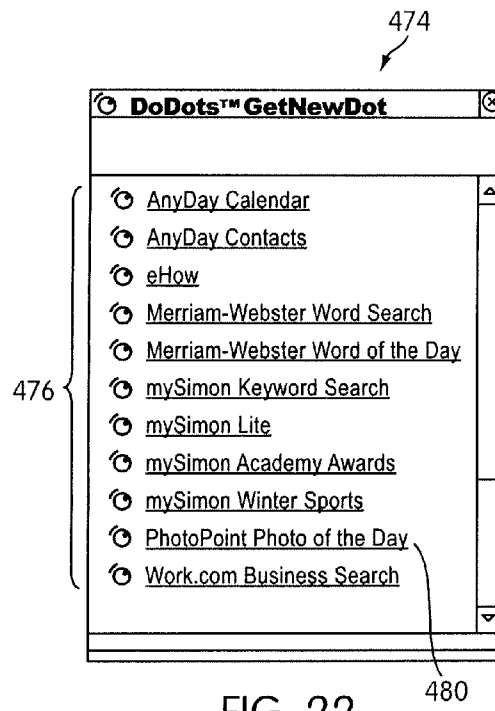 474
DoDots™ GetNewDot
AnyDay Calendar
AnyDay Contacts
eHow
Merriam-Webster Word Search
Merriam-Webster Word of the Day
476
mySimon Keyword Search
mySimon Lite
mySimon Academy Awards
mySimon Winter Sports
PhotoPoint Photo of the Day
Work.com Business Search
480
FIG. 22